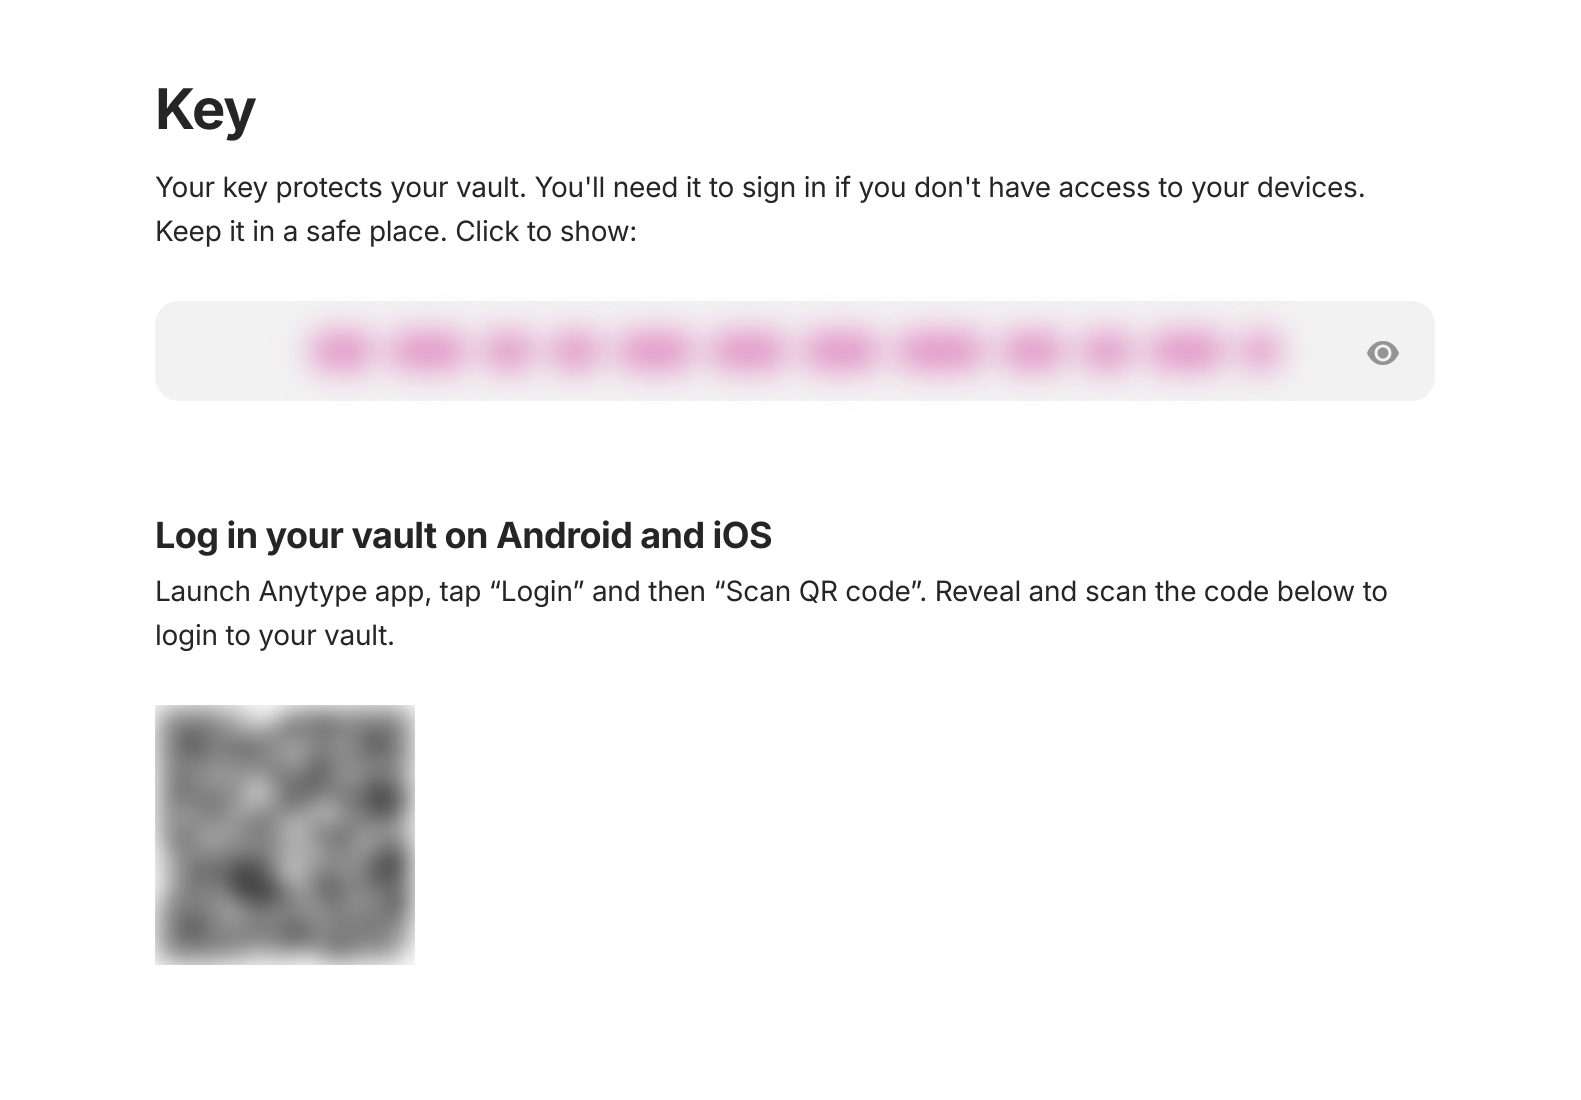 Key
Your key protects your vault. You'll need it to sign in if you don't have access to your devices.
Keep it in a safe place. Click to show:
Log in your vault on Android and iOS
Launch Anytype app, tap “Login” and then “Scan QR code”. Reveal and scan the code below to
login to your vault.